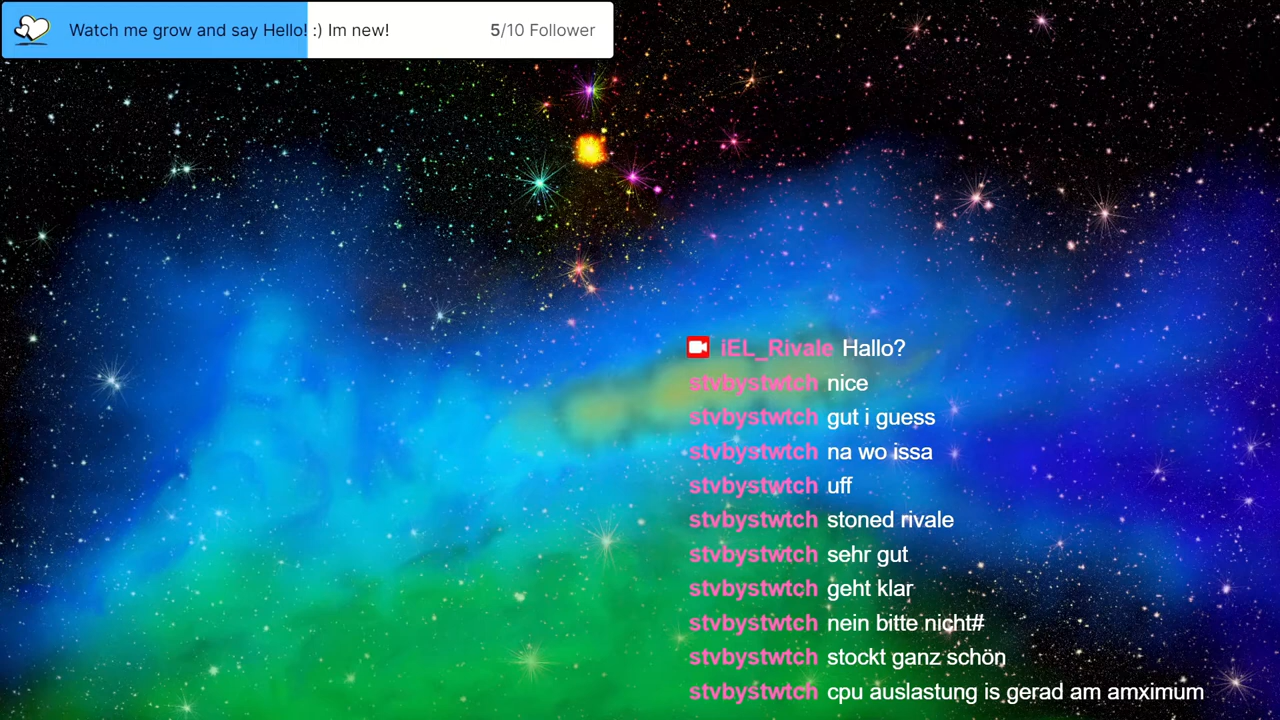 Watch me grow and say Hello! :) Im new! 5/10 Follower
iEL_Rivale Hallo?
stvbystwtch nice
stvbystwtch gut i guess
stvbystwtch na wo issa
stvbystwtch uff
stvbystwtch stoned rivale
stvbystwtch sehr gut
stvbystwtch geht klar
stvbystwtch nein bitte nicht#
stvbystwtch stockt ganz schön
stvbystwtch cpu auslastung is gerad am amximum